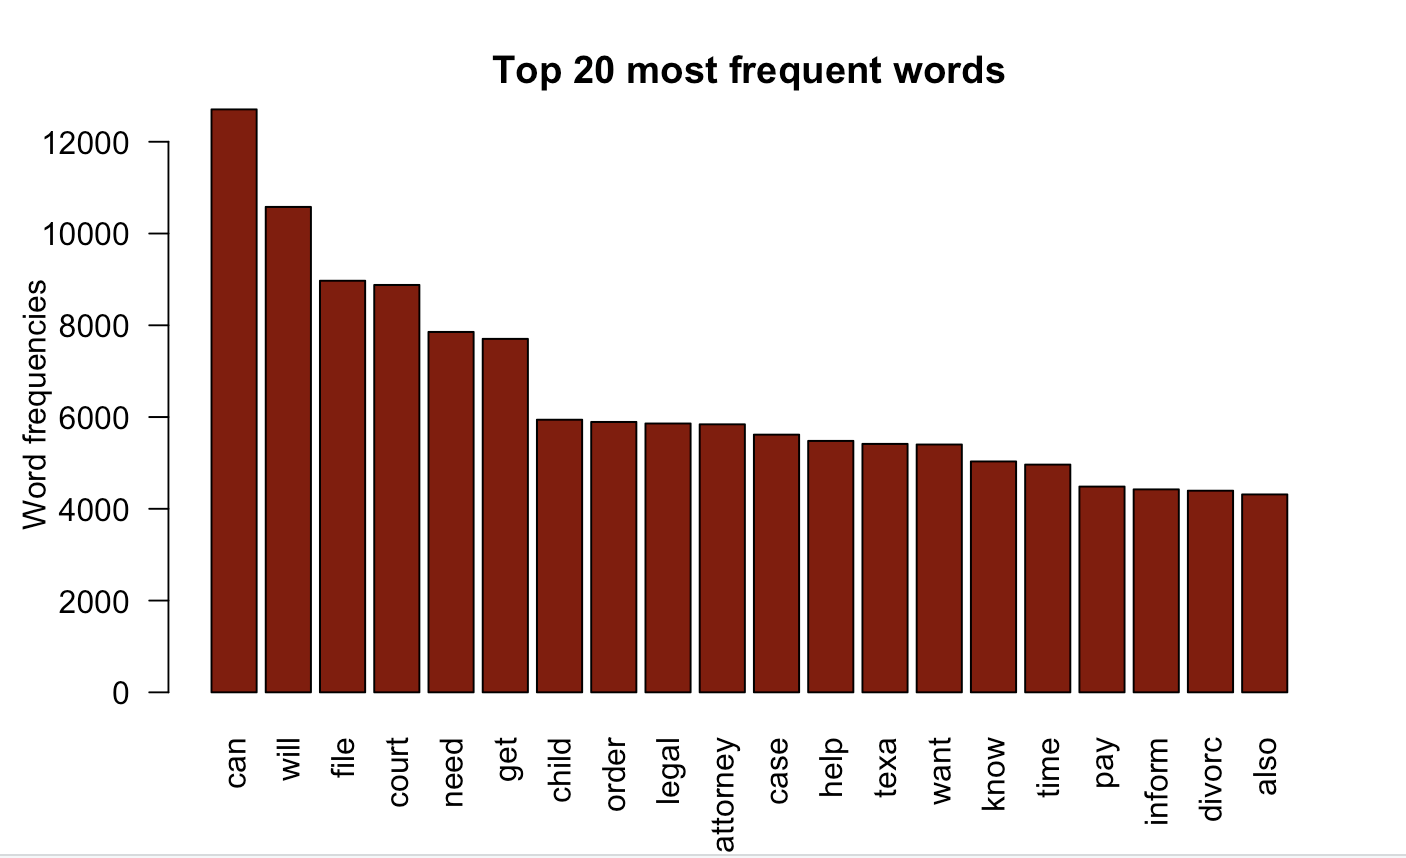 Top 20 most frequent words
Word frequencies
12000
10000
8000
6000
4000
2000
0
can
will
file
court
need
get
child
order
legal
attorney
case
help
texa
want
know
time
pay
inform
divorc
also